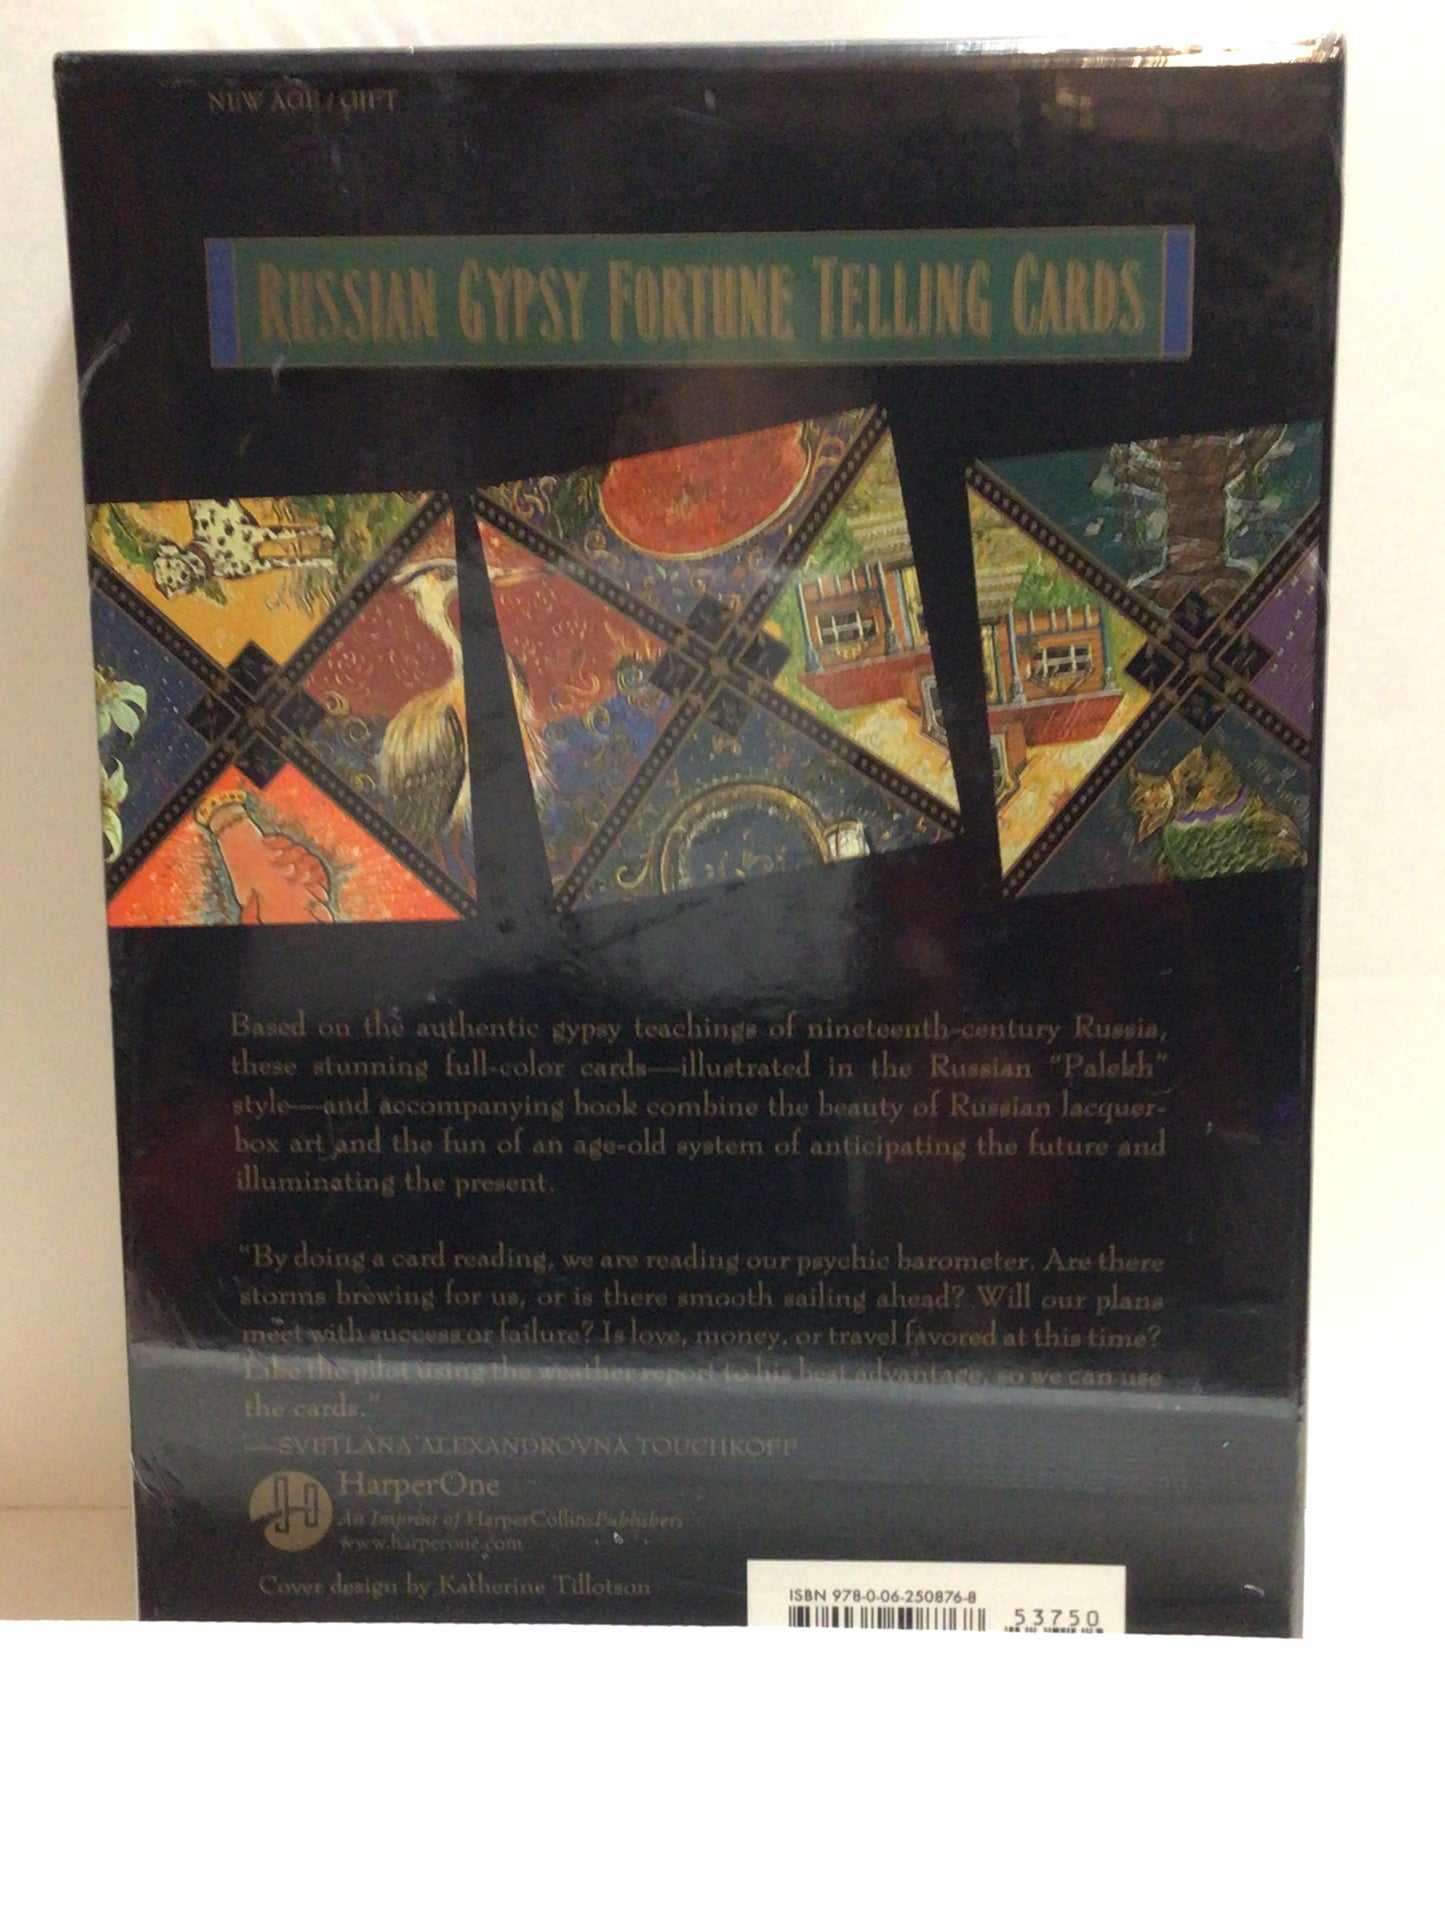 NEW AGE / GIFT
RUSSIAN GYPSY FORTUNE TELLING CARDS
Based on the authentic gypsy teachings of nineteenth-century Russia,
these stunning full-color cards—illustrated in the Russian "Palekh"
style—and accompanying book combine the beauty of Russian lacquer-
box art and the fun of an age-old system of anticipating the future and
illuminating the present.
"By doing a card reading, we are reading our psychic barometer. Are there
storms brewing for us, or is there smooth sailing ahead? Will our plans
meet with success or failure? Is love, money, or travel favored at this time?
Like the pilot using the weather report to his best advantage, so we can use
the cards."
—SVETLANA ALEXANDROVNA TOUCHKOFF
HarperOne
An Imprint of HarperCollinsPublishers
www.harperone.com
Cover design by Katherine Tillotson
ISBN 978-0-06-250876-8
53750